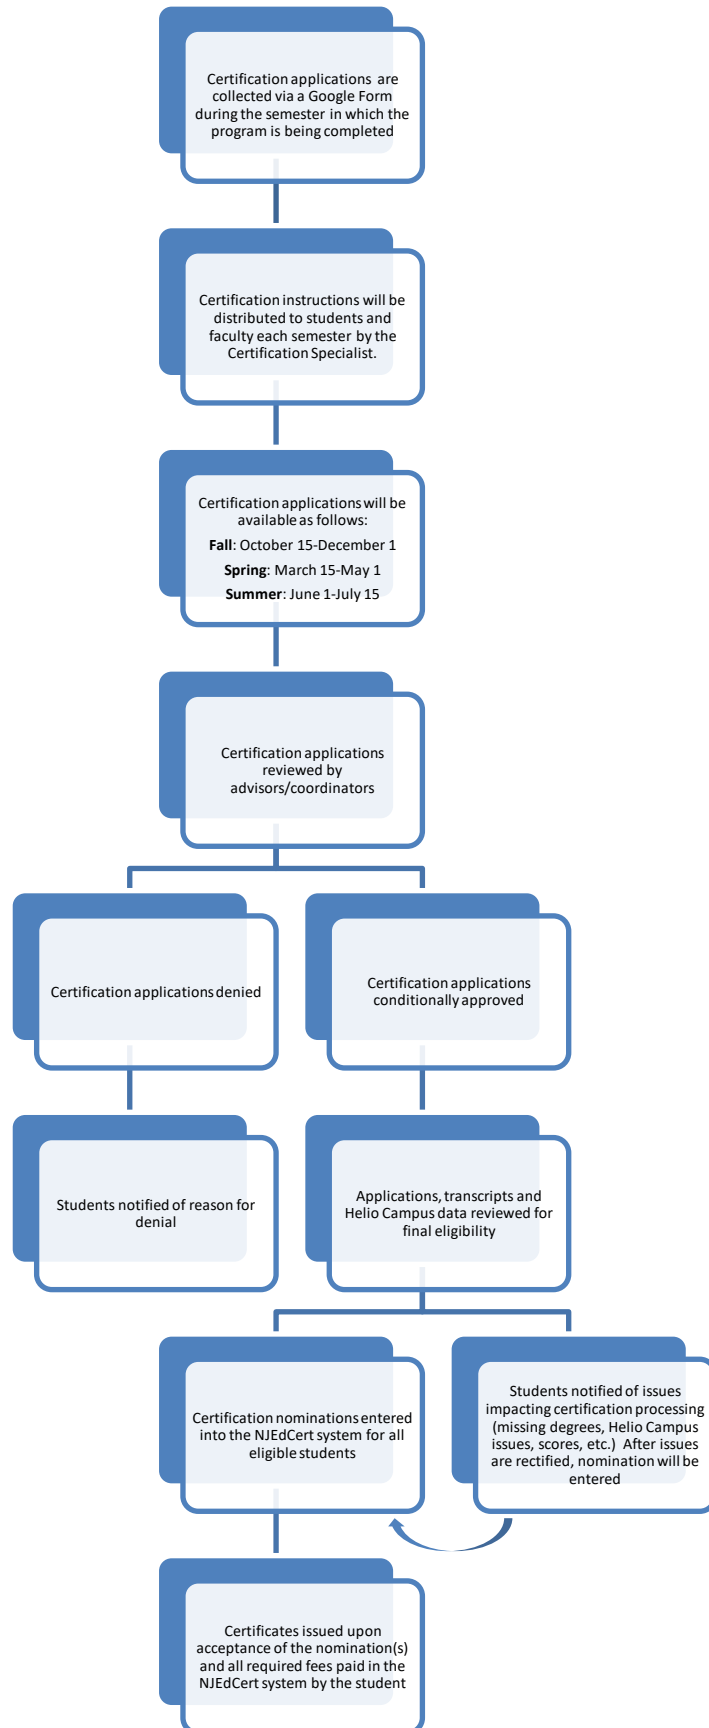 Certification applications are
collected via a Google Form
during the semester in which the
program is being completed
Certification instructions will be
distributed to students and
faculty each semester by the
Certification Specialist.
Certification applications will be
available as follows:
Fall: October 15-December 1
Spring: March 15-May 1
Summer: June 1-July 15
Certification applications
reviewed by
advisors/coordinators
Certification applications denied
Certification applications
conditionally approved
Students notified of reason for
denial
Applications, transcripts and
Helio Campus data reviewed for
final eligibility
Certification nominations entered
into the NJEdCert system for all
eligible students
Students notified of issues
impacting certification processing
(missing degrees, Helio Campus
issues, scores, etc.) After issues
are rectified, nomination will be
entered
Certificates issued upon
acceptance of the nomination(s)
and all required fees paid in the
NJEdCert system by the student